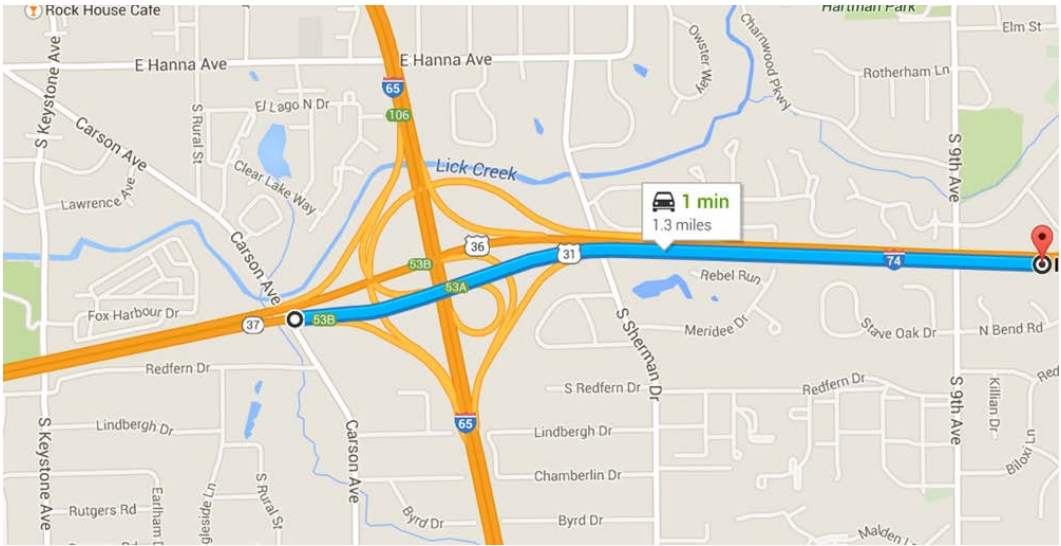 Rock House Cafe
Hartman Park
Elm St
E Hanna Ave
E Hanna Ave
Owster Way
Charnwood Pkwy
Rotherham Ln
S Keystone Ave
Carson Ave
S Rural St
El Lago N Dr
65
106
S 9th Ave
Lick Creek
Clear Lake Way
Lawrence Ave
1 min
1.3 miles
Carson Ave
36
31
53B
53A
74
Rebel Run
Fox Harbour Dr
37
53B
S Sherman Dr
Meridee Dr
Stave Oak Dr
N Bend Rd
Redfern Dr
S Redfern Dr
Redfern Dr
Killian Dr
S Keystone Ave
Lindbergh Dr
Carson Ave
65
Lindbergh Dr
S 9th Ave
Biloxi Ln
Chamberlin Dr
Rutgers Rd
S Rural St
Byrd Dr
Byrd Dr